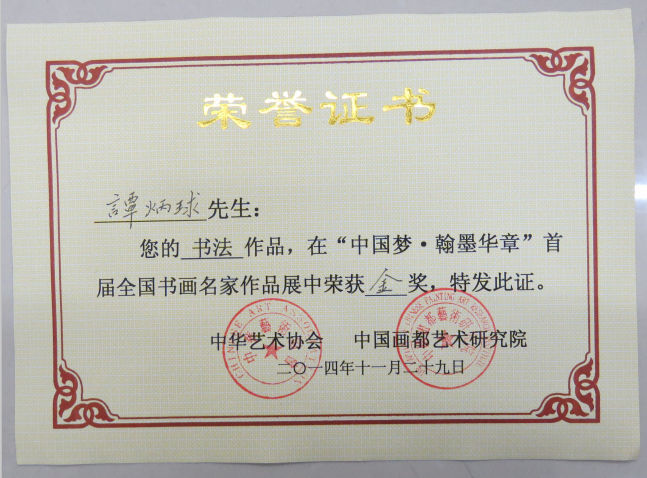 荣誉证书
譚炳球先生：
您的书法作品，在“中国梦·翰墨华章”首
届全国书画名家作品展中荣获金奖，特发此证。
中华艺术协会 中国画都艺术研究院
二〇一四年十一月二十九日